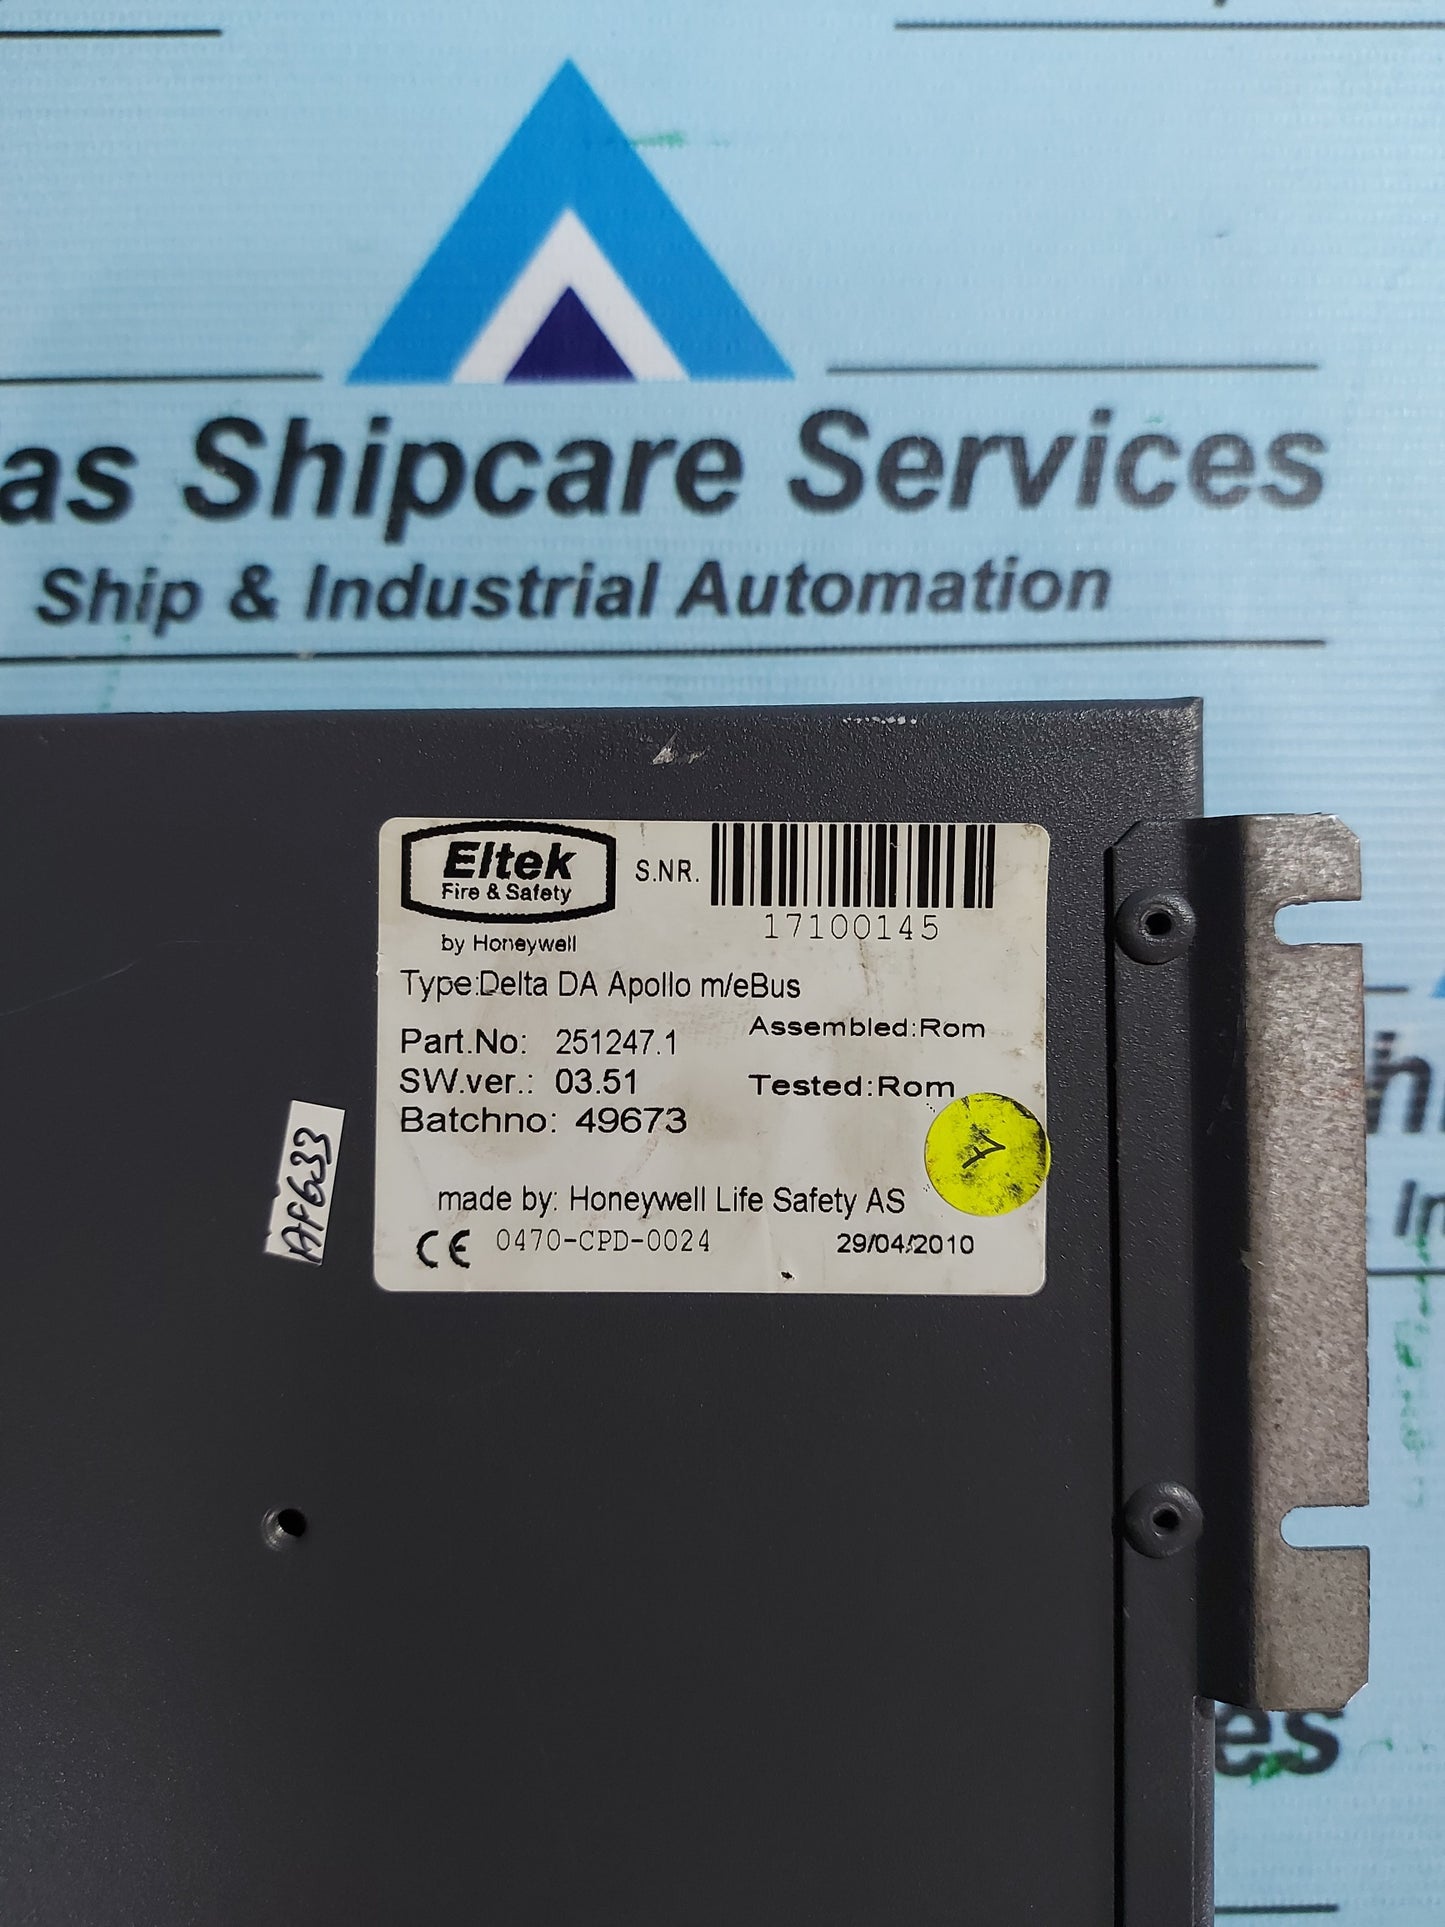 as Shipcare Services
Ship & Industrial Automation
Eltek
Fire & Safety
by Honeywell
S.NR.
17100145
Type:Delta DA Apollo m/eBus
Part.No: 251247.1
Assembled:Rom
SW.ver.: 03.51
Tested:Rom
Batchno: 49673
A
made by: Honeywell Life Safety AS
CE 0470-CPD-0024
29/04/2010
AF6633
es